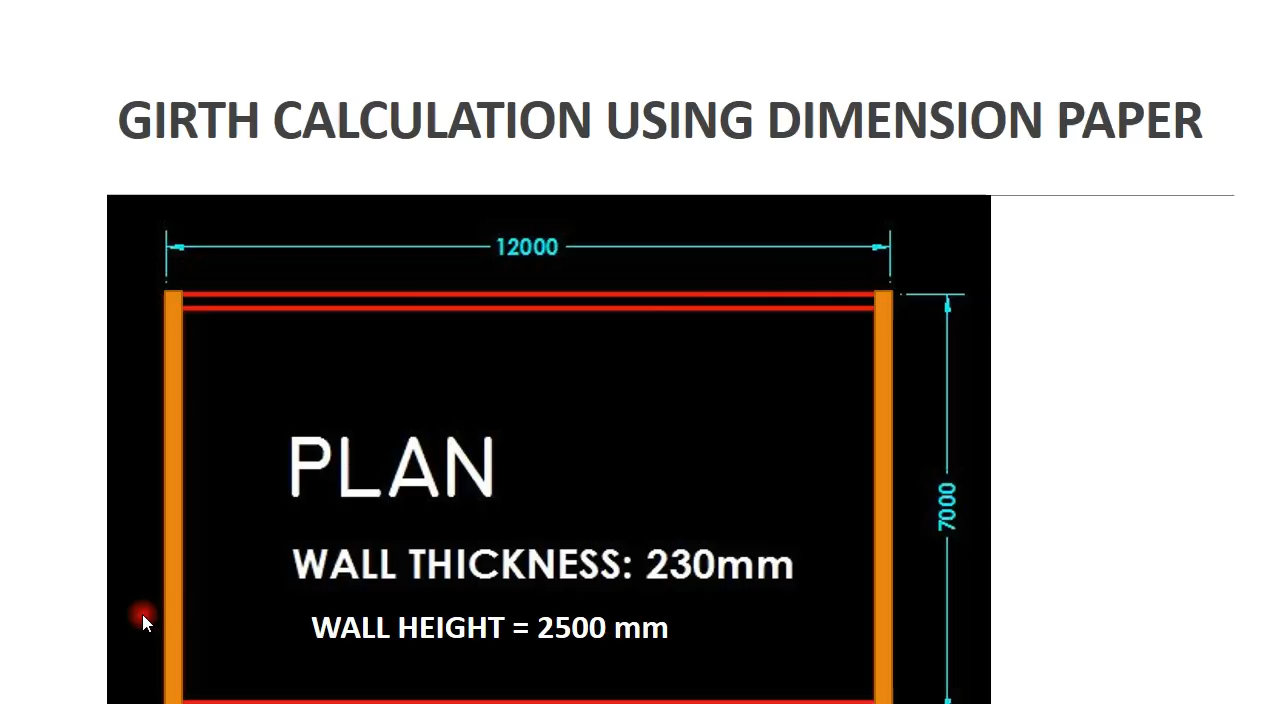 GIRTH CALCULATION USING DIMENSION PAPER
12000
PLAN
7000
WALL THICKNESS: 230mm
WALL HEIGHT = 2500 mm